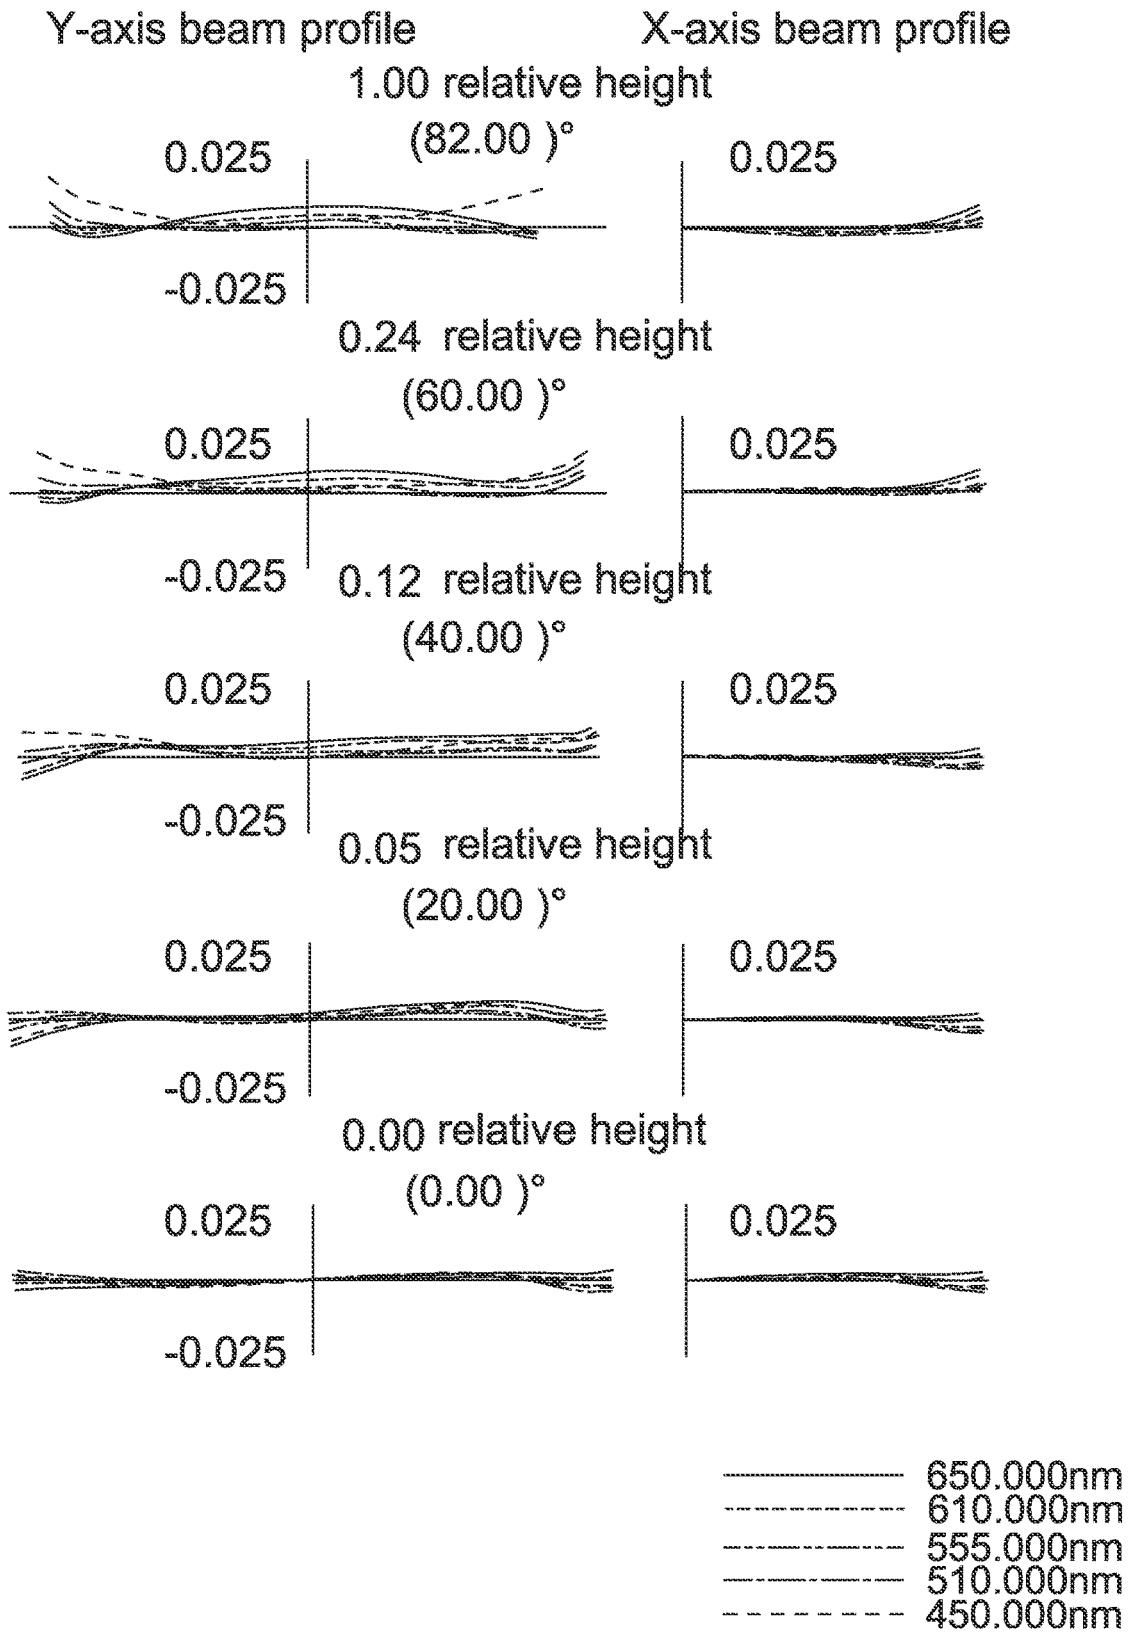 Y-axis beam profile X-axis beam profile
1.00 relative height
(82.00 )°
0.025 0.025
-0.025
0.24 relative height
(60.00 )°
0.025 0.025
-0.025
0.12 relative height
(40.00 )°
0.025 0.025
-0.025
0.05 relative height
(20.00 )°
0.025 0.025
-0.025
0.00 relative height
(0.00 )°
0.025 0.025
-0.025
650.000nm
610.000nm
555.000nm
510.000nm
450.000nm